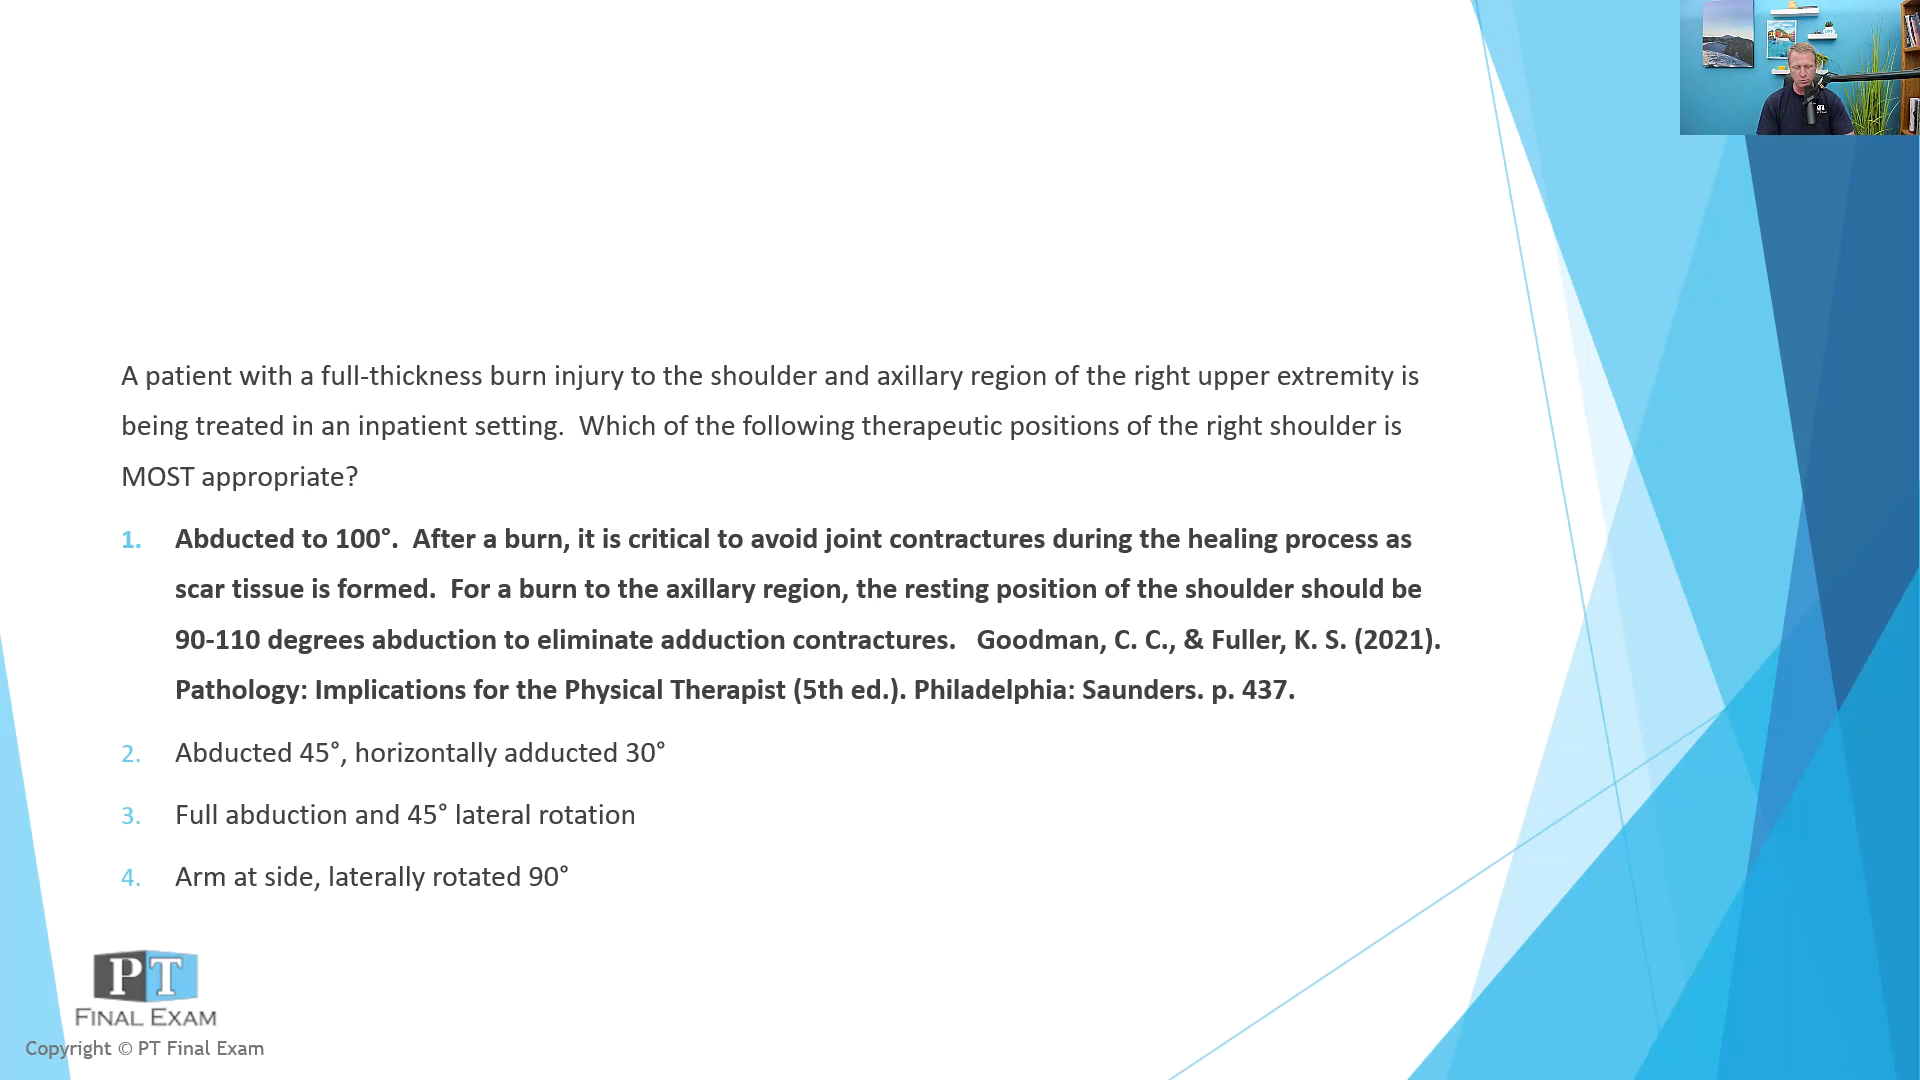 A patient with a full-thickness burn injury to the shoulder and axillary region of the right upper extremity is
being treated in an inpatient setting.  Which of the following therapeutic positions of the right shoulder is
MOST appropriate?
1. Abducted to 100°.  After a burn, it is critical to avoid joint contractures during the healing process as
scar tissue is formed.  For a burn to the axillary region, the resting position of the shoulder should be
90-110 degrees abduction to eliminate adduction contractures.   Goodman, C. C., & Fuller, K. S. (2021).
Pathology: Implications for the Physical Therapist (5th ed.). Philadelphia: Saunders. p. 437.
2. Abducted 45°, horizontally adducted 30°
3. Full abduction and 45° lateral rotation
4. Arm at side, laterally rotated 90°
PT
FINAL EXAM
Copyright © PT Final Exam